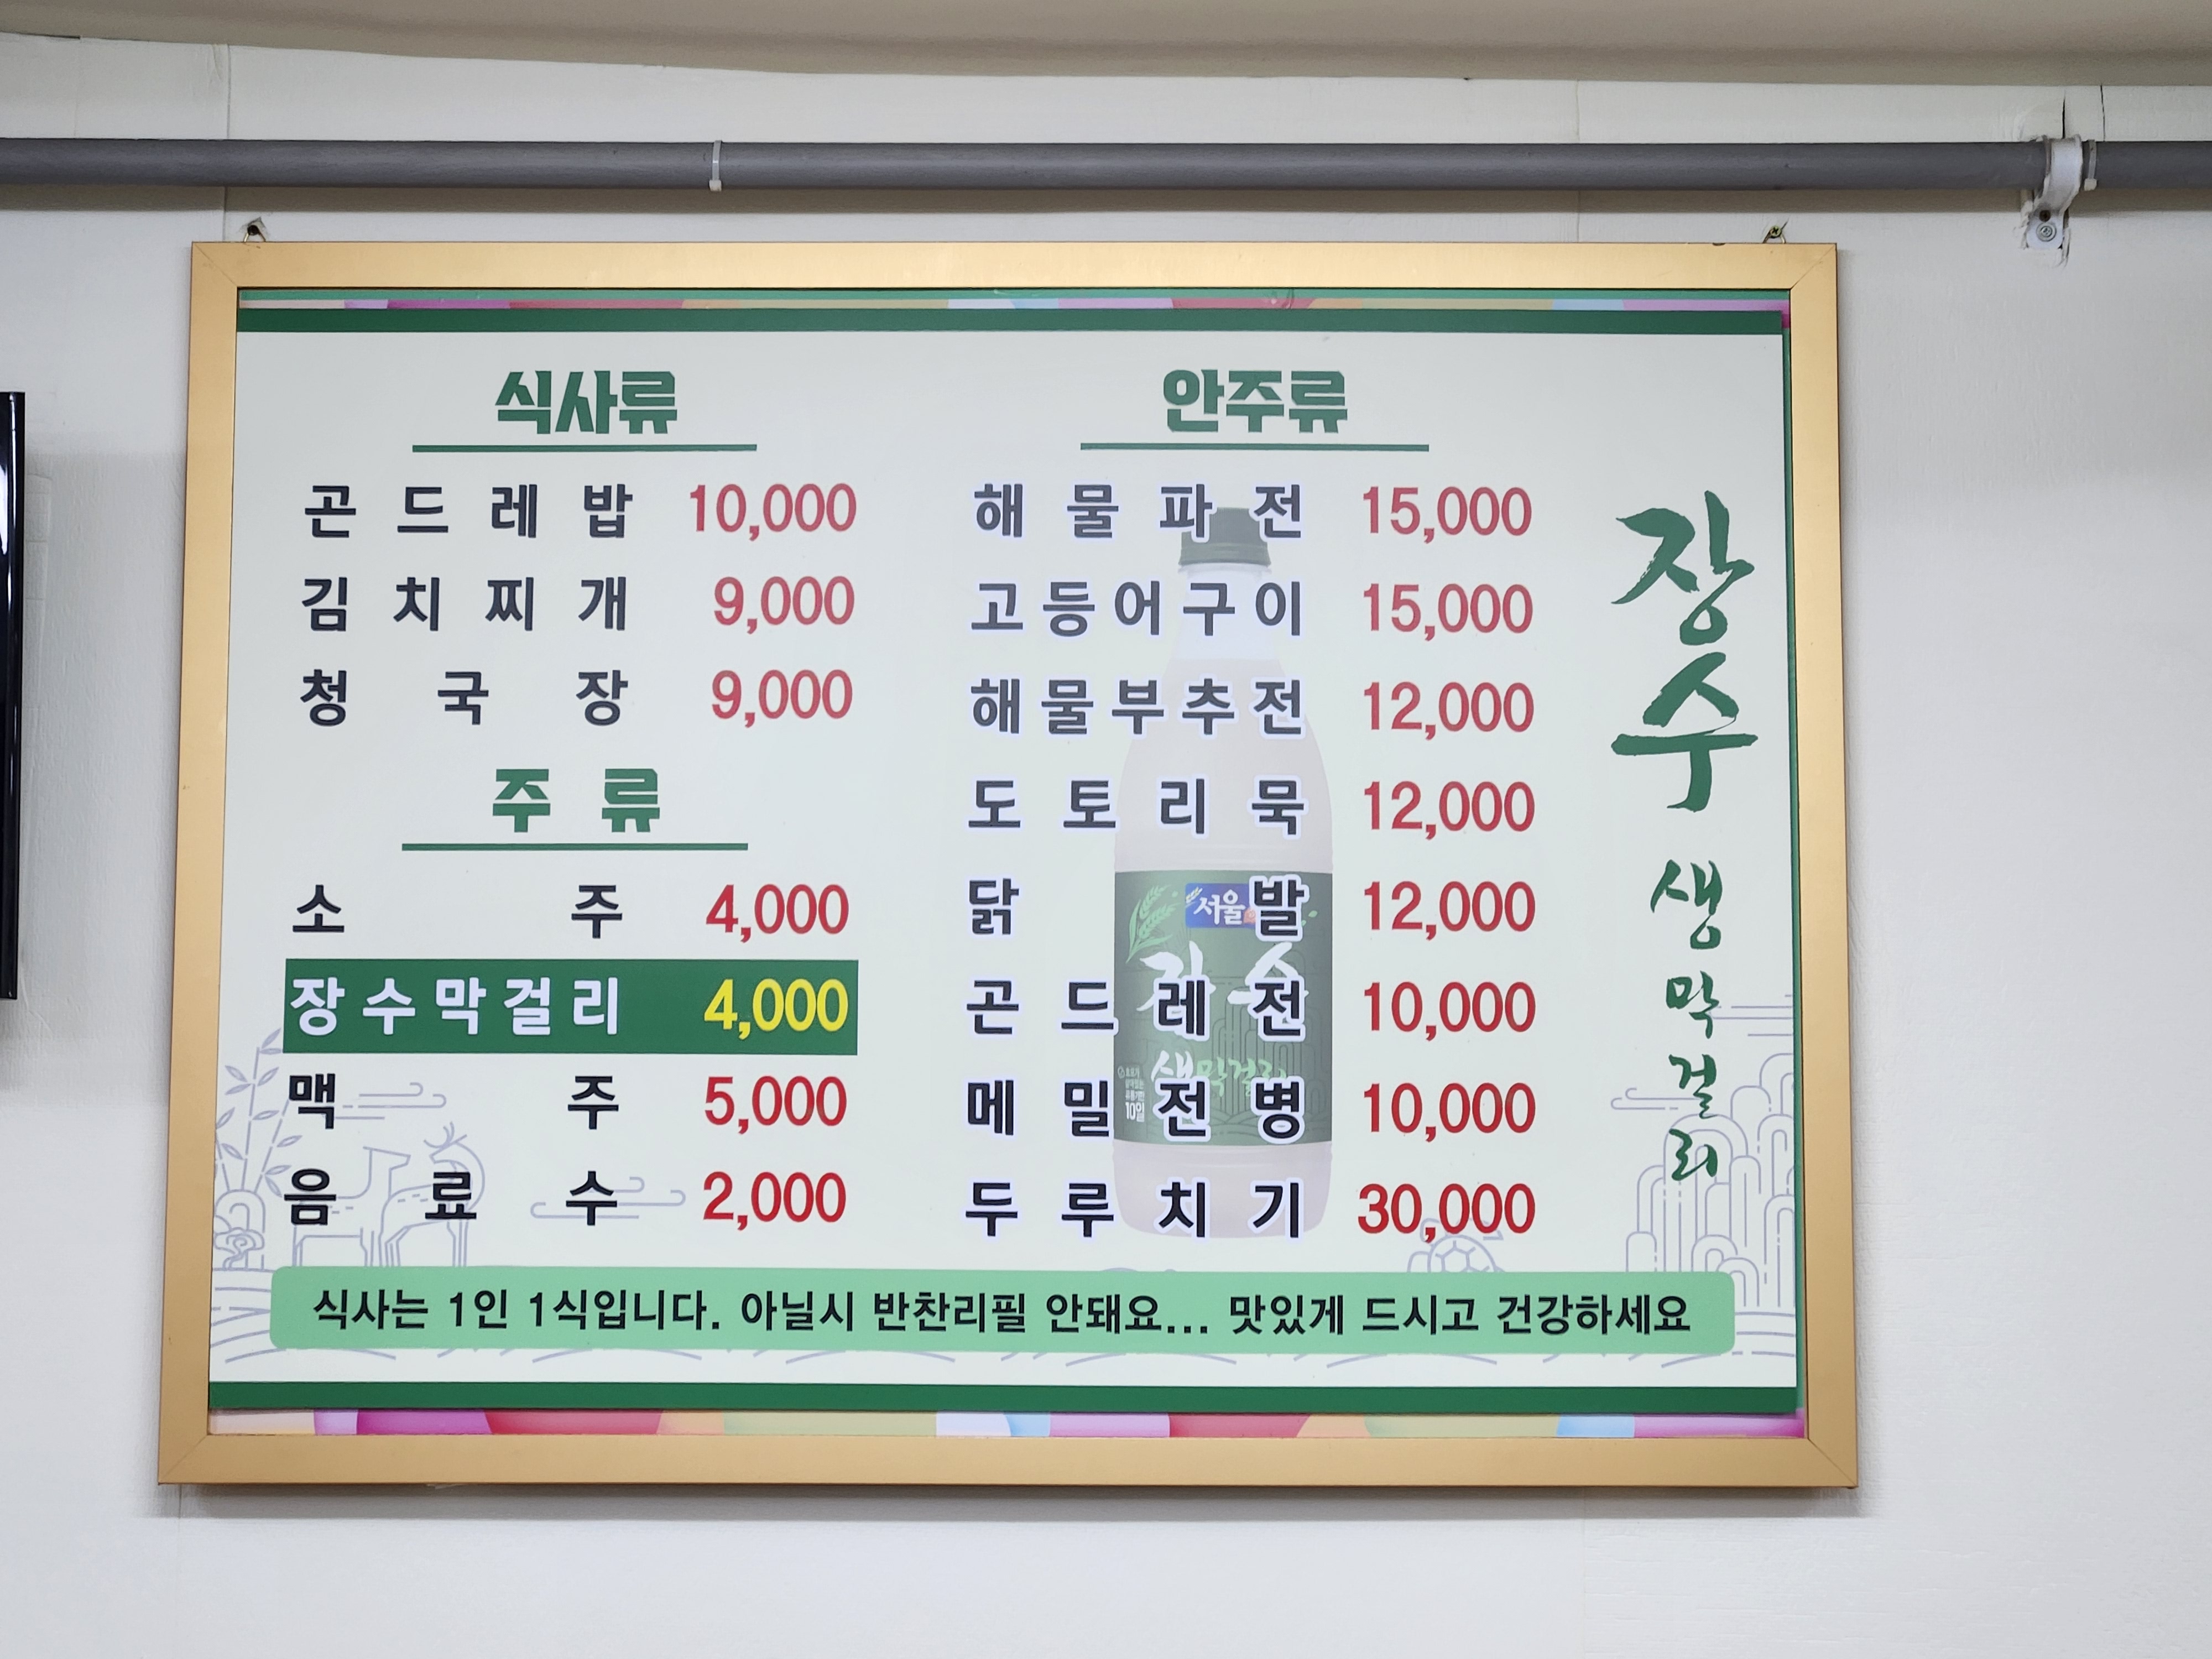 식사류
곤드레밥 10,000
김치찌개 9,000
청국장 9,000
주류
소주 4,000
장수막걸리 4,000
맥주 5,000
음료수 2,000
안주류
해물파전 15,000
고등어구이 15,000
해물부추전 12,000
도토리묵 12,000
닭발 12,000
곤드레전 10,000
메밀전병 10,000
두루치기 30,000
서울
장수
생막걸리
10일
장수 생막걸리
식사는 1인 1식입니다. 아닐시 반찬리필 안돼요... 맛있게 드시고 건강하세요